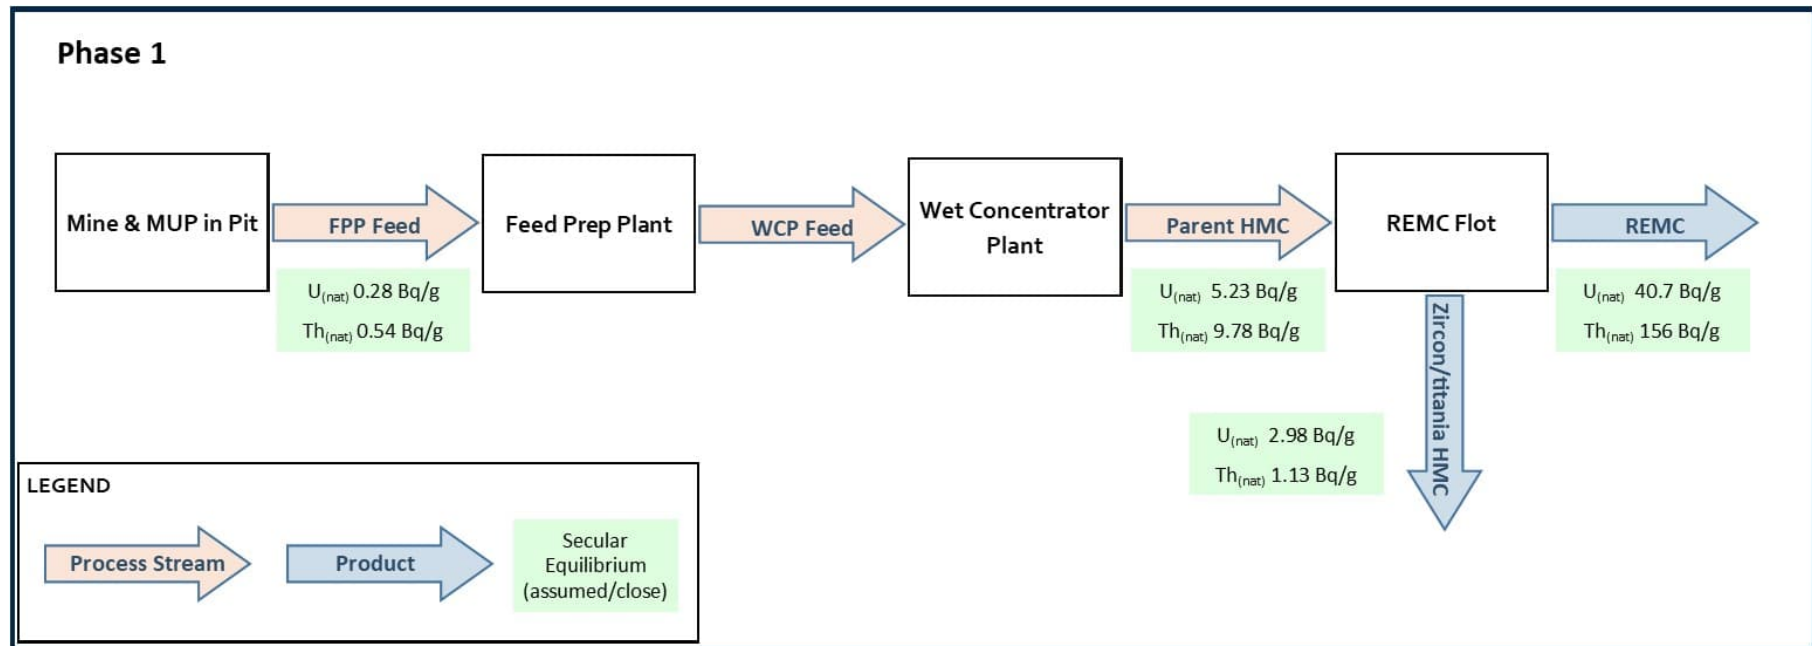 Phase 1
Mine & MUP in Pit
FPP Feed
U(nat) 0.28 Bq/g
Th(nat) 0.54 Bq/g
Feed Prep Plant
WCP Feed
Wet Concentrator
Plant
Parent HMC
U(nat) 5.23 Bq/g
Th(nat) 9.78 Bq/g
REMC Flot
REMC
U(nat) 40.7 Bq/g
Th(nat) 156 Bq/g
Zircon/titania HMC
U(nat) 2.98 Bq/g
Th(nat) 1.13 Bq/g
LEGEND
Process Stream
Product
Secular
Equilibrium
(assumed/close)